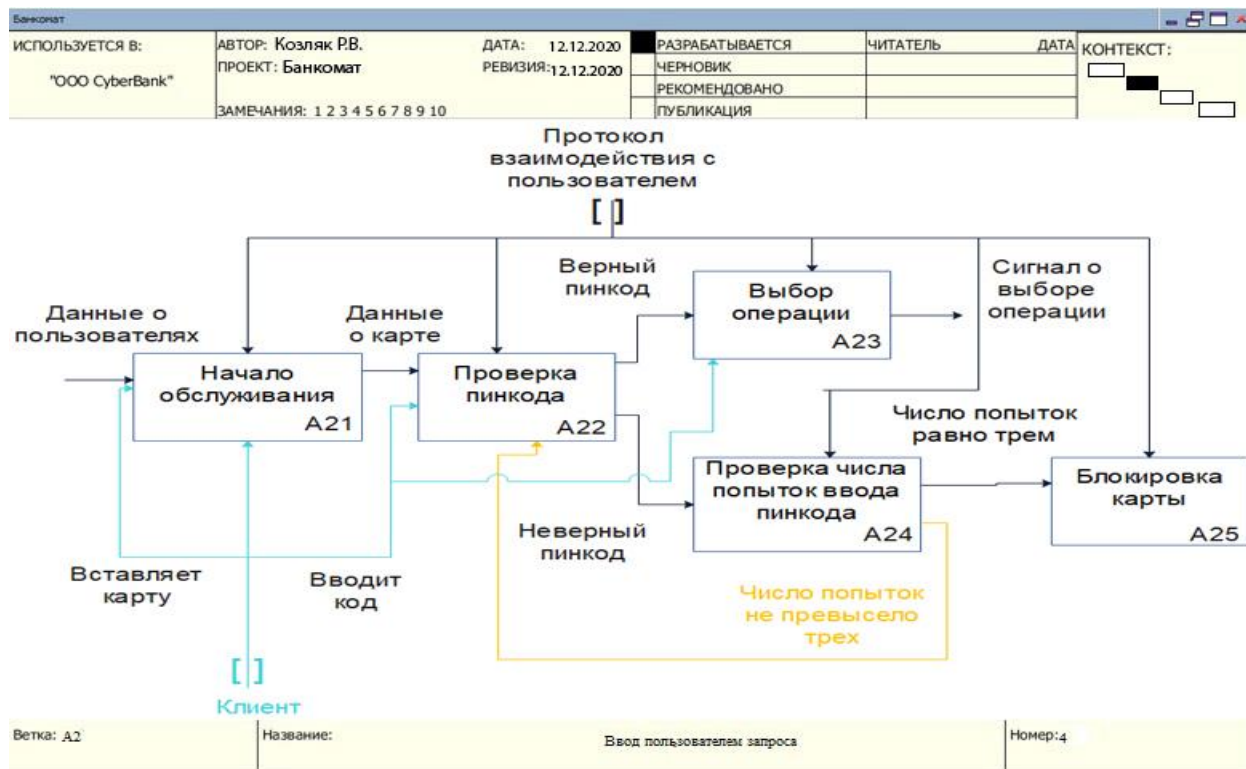 Банкомат
ИСПОЛЬЗУЕТСЯ В:
"ООО CyberBank"
АВТОР: Козляк Р.В.
ДАТА: 12.12.2020
ПРОЕКТ: Банкомат
РЕВИЗИЯ: 12.12.2020
ЗАМЕЧАНИЯ: 1 2 3 4 5 6 7 8 9 10
РАЗРАБАТЫВАЕТСЯ
ЧЕРНОВИК
РЕКОМЕНДОВАНО
ПУБЛИКАЦИЯ
ЧИТАТЕЛЬ
ДАТА
КОНТЕКСТ:
Протокол
взаимодействия с
пользователем
[ ]
Верный
пинкод
Выбор
операции
A23
Сигнал о
выборе
операции
Данные о
пользователях
Данные
о карте
Начало
обслуживания
A21
Проверка
пинкода
A22
Число попыток
равно трем
Проверка числа
попыток ввода
пинкода
A24
Блокировка
карты
A25
Неверный
пинкод
Вставляет
карту
Вводит
код
Число попыток
не превысело
трех
[ ]
Клиент
Ветка: А2
Название:
Ввод пользователем запроса
Номер:4